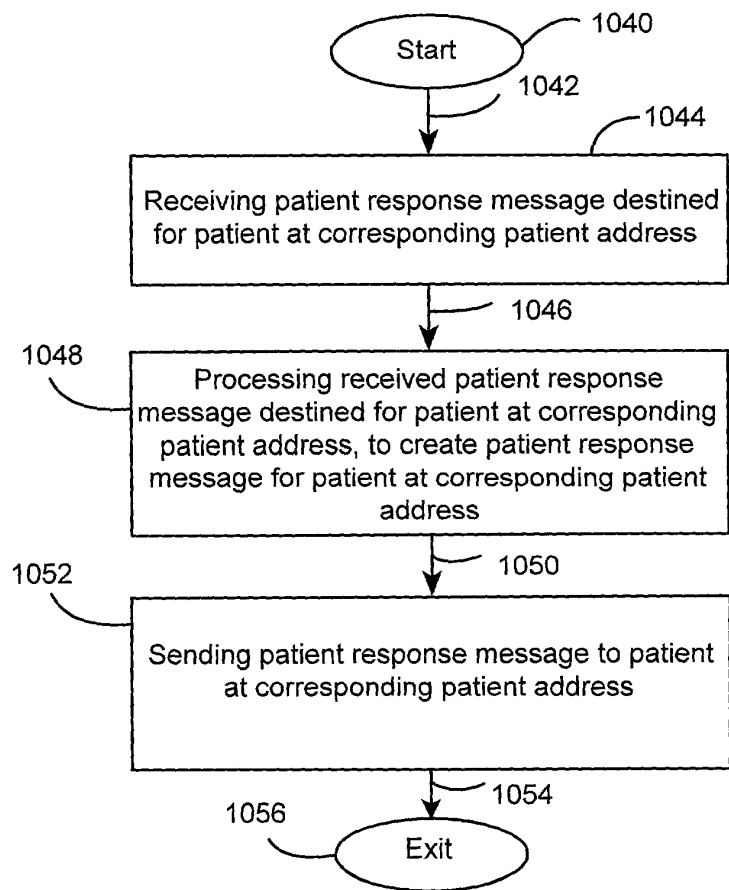 Start
1040
1042
1044
Receiving patient response message destined
for patient at corresponding patient address
1046
1048
Processing received patient response
message destined for patient at corresponding
patient address, to create patient response
message for patient at corresponding patient
address
1050
1052
Sending patient response message to patient
at corresponding patient address
1054
1056
Exit